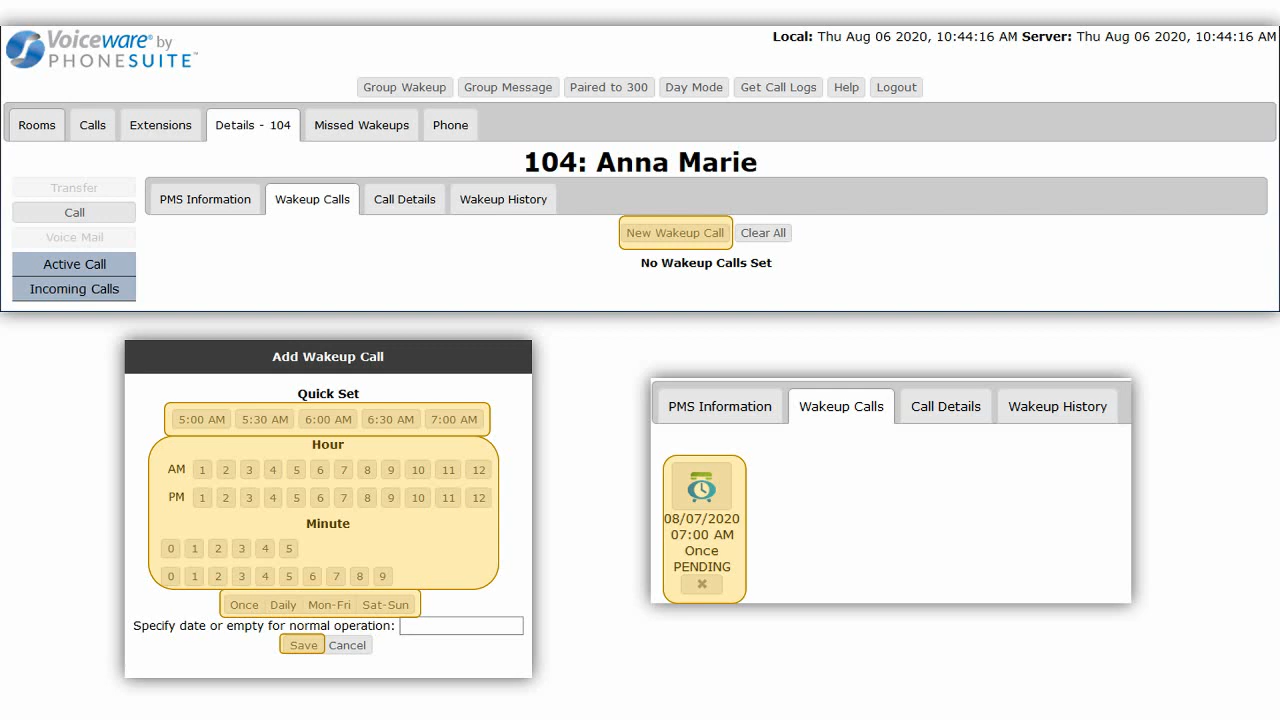 Voiceware® by
PHONESUITE™
Local: Thu Aug 06 2020, 10:44:16 AM Server: Thu Aug 06 2020, 10:44:16 AM
Group Wakeup Group Message Paired to 300 Day Mode Get Call Logs Help Logout
Rooms Calls Extensions Details - 104 Missed Wakeups Phone
104: Anna Marie
Transfer
Call
Voice Mail
Active Call
Incoming Calls
PMS Information Wakeup Calls Call Details Wakeup History
New Wakeup Call Clear All
No Wakeup Calls Set
Add Wakeup Call
Quick Set
5:00 AM 5:30 AM 6:00 AM 6:30 AM 7:00 AM
Hour
AM 1 2 3 4 5 6 7 8 9 10 11 12
PM 1 2 3 4 5 6 7 8 9 10 11 12
Minute
0 1 2 3 4 5
0 1 2 3 4 5 6 7 8 9
Once Daily Mon-Fri Sat-Sun
Specify date or empty for normal operation:
Save Cancel
PMS Information Wakeup Calls Call Details Wakeup History
08/07/2020
07:00 AM
Once
PENDING
✖